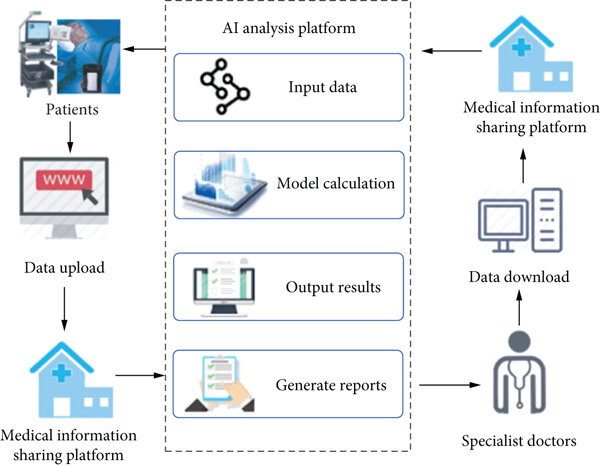 AI analysis platform
Patients
WWW
Data upload
Medical information
sharing platform
Input data
Model calculation
Output results
Generate reports
Medical information
sharing platform
Data download
Specialist doctors